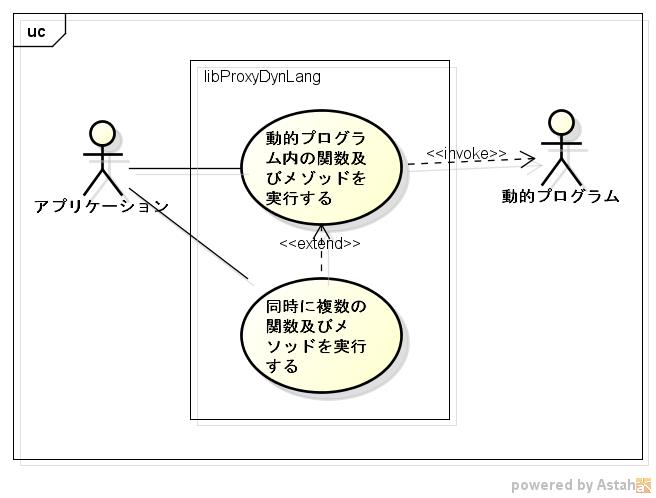 uc
libProxyDynLang
動的プログラ
ム内の関数及
びメゾッドを
実行する
<<invoke>>
アプリケーション
動的プログラム
<<extend>>
同時に複数の
関数及びメ
ソッドを実行
する
powered by Astah